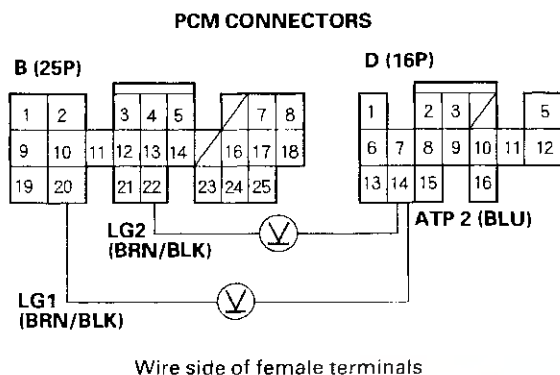 PCM CONNECTORS
B (25P)
D (16P)
1 2 3 4 5 7 8
9 10 11 12 13 14 16 17 18
19 20 21 22 23 24 25
1 2 3 5
6 7 8 9 10 11 12
13 14 15 16
LG2
(BRN/BLK)
ATP 2 (BLU)
LG1
(BRN/BLK)
V
V
Wire side of female terminals